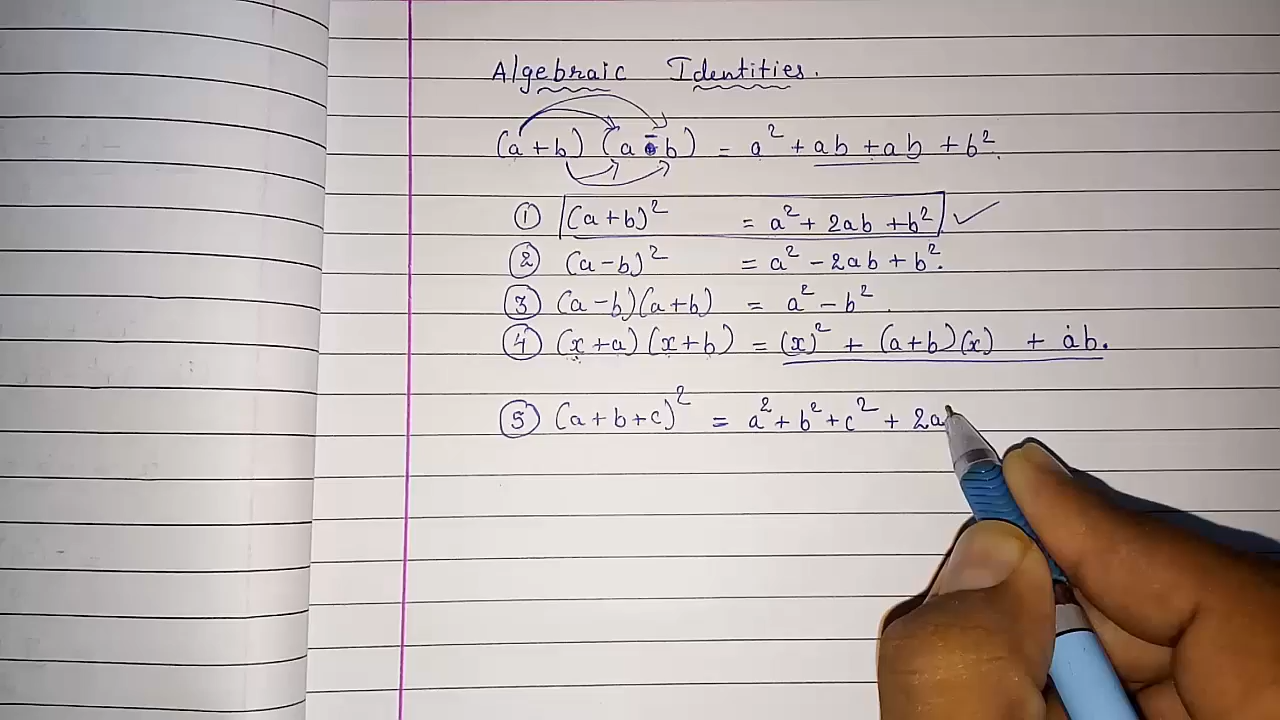 Algebraic Identities.
(a+b) (a - b) = a² + ab + ab + b².
① (a+b)² = a² + 2ab + b² ✓
② (a-b)² = a² - 2ab + b².
③ (a-b)(a+b) = a² - b².
④ (x+a)(x+b) = (x)² + (a+b)(x) + ab.
⑤ (a+b+c)² = a² + b² + c² + 2a